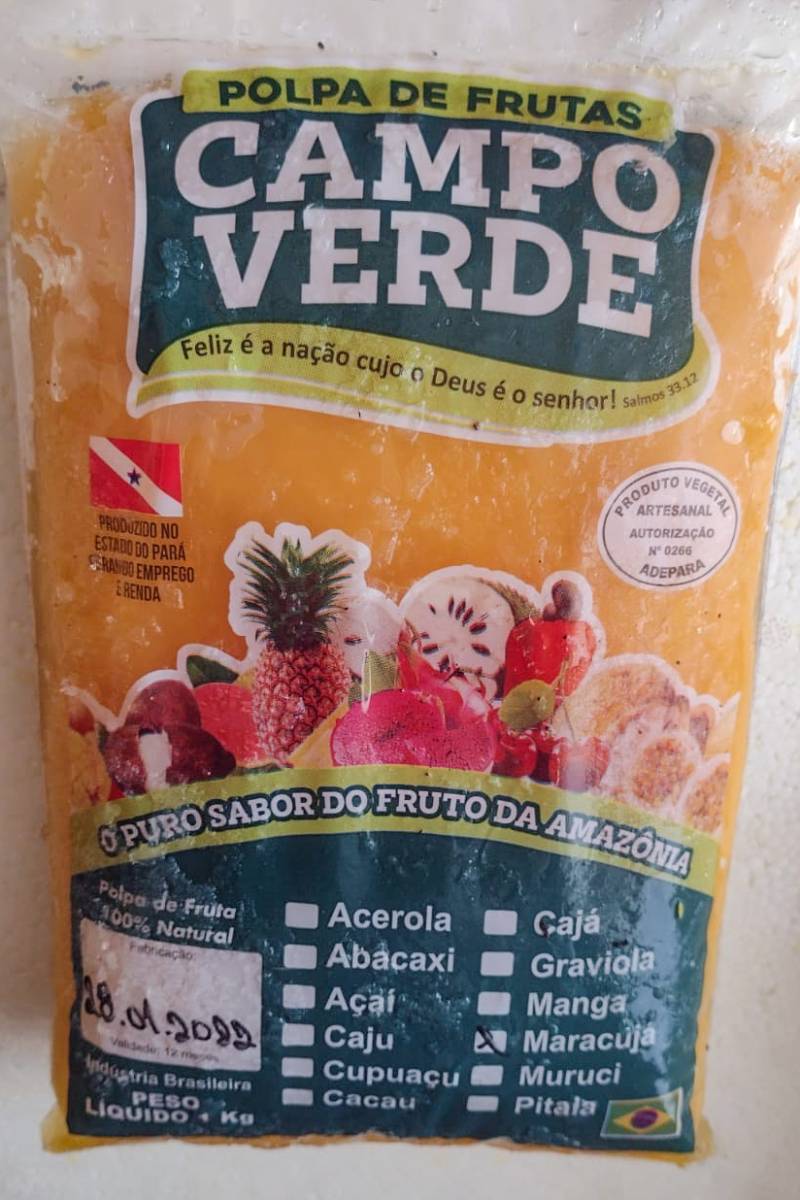 POLPA DE FRUTAS
CAMPO
VERDE
Feliz é a nação cujo o Deus é o senhor! Salmos 33.12
PRODUZIDO NO
ESTADO DO PARÁ
GERANDO EMPREGO
E RENDA
PRODUTO VEGETAL
ARTESANAL
AUTORIZAÇÃO
Nº 0266
ADEPARÁ
O PURO SABOR DO FRUTO DA AMAZÔNIA
Polpa de Fruta
100% Natural
Fabricação:
28.01.2022
Validade: 12 meses
Indústria Brasileira
PESO
LÍQUIDO 1 Kg
Acerola
Abacaxi
Açaí
Caju
Cupuaçu
Cacau
Cajá
Graviola
Manga
X Maracujá
Muruci
Pitaia